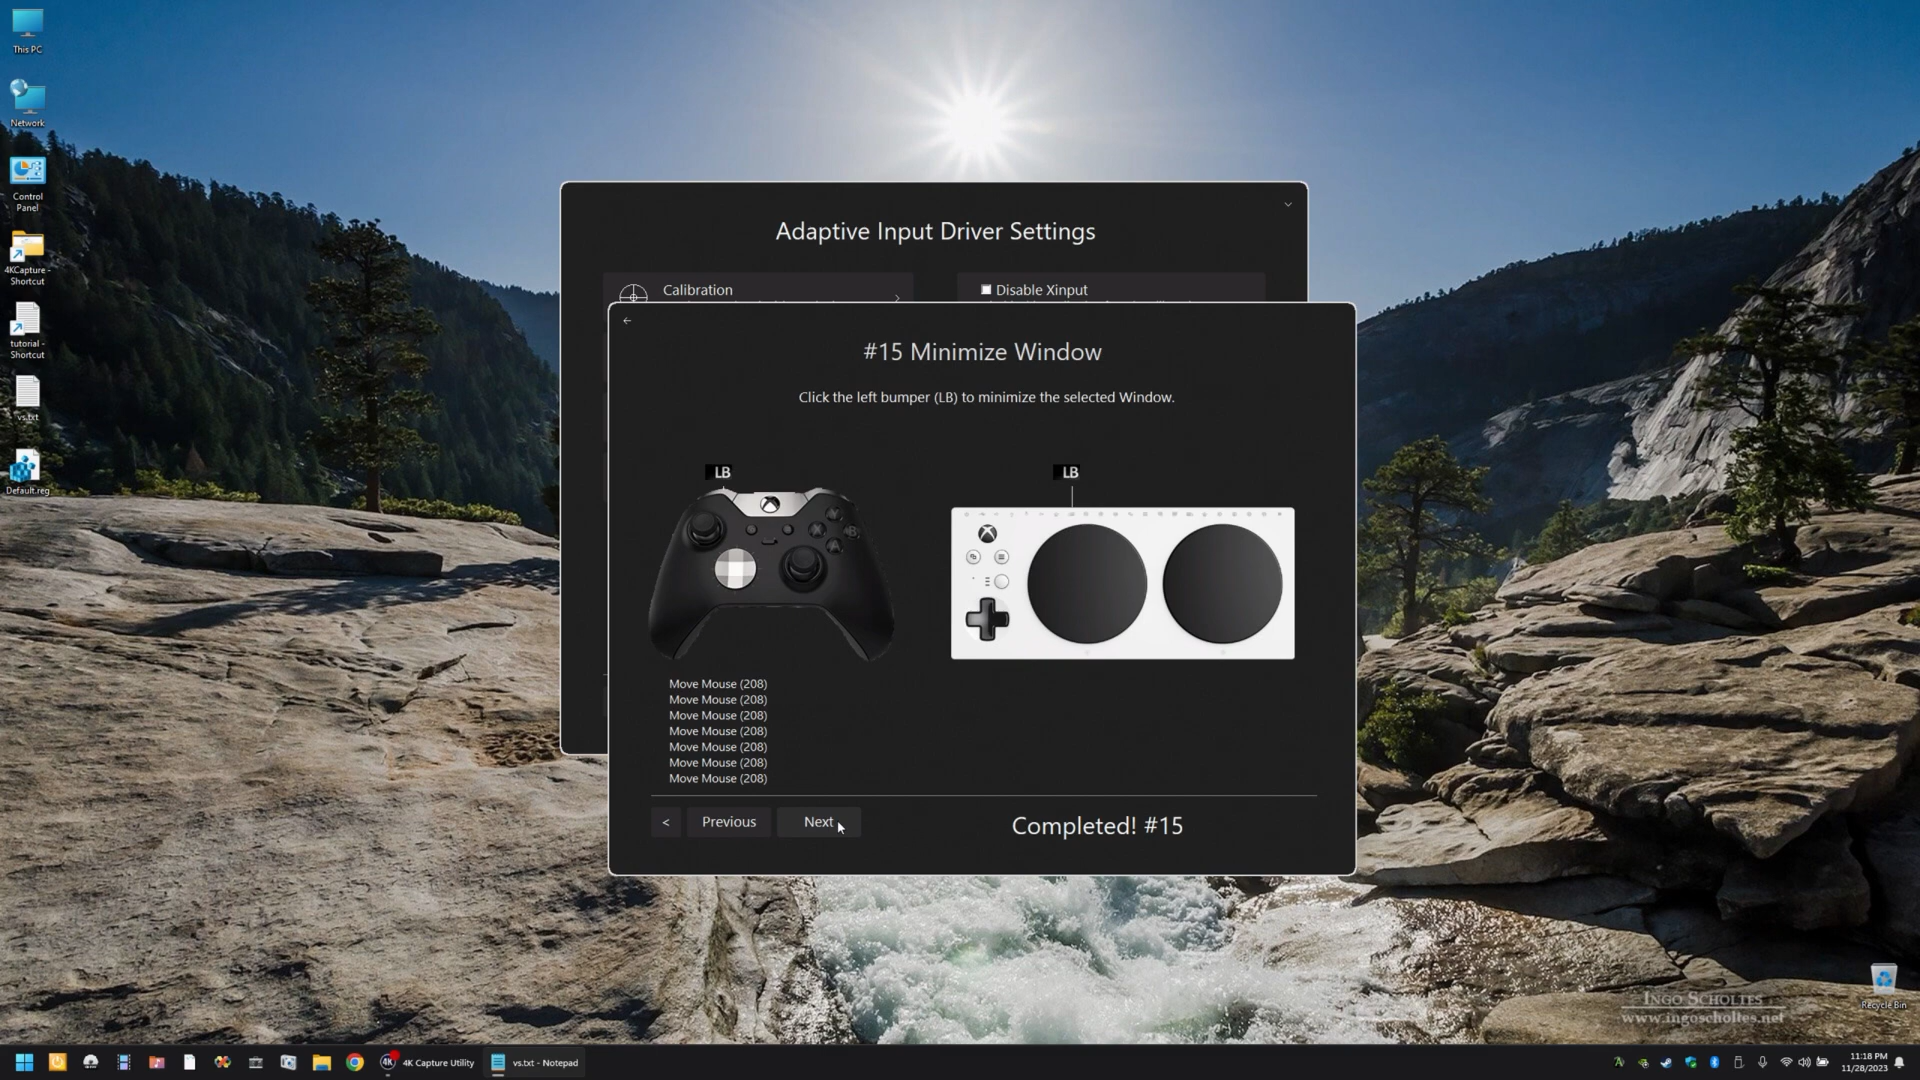 This PC
Network
Control
Panel
4KCapture -
Shortcut
tutorial -
Shortcut
vs.txt
Default.reg
Adaptive Input Driver Settings
Calibration
Disable Xinput
#15 Minimize Window
Click the left bumper (LB) to minimize the selected Window.
LB
LB
Move Mouse (208)
Move Mouse (208)
Move Mouse (208)
Move Mouse (208)
Move Mouse (208)
Move Mouse (208)
Move Mouse (208)
<
Previous
Next
Completed! #15
Ingo Scholtes
www.ingoscholtes.net
Recycle Bin
4K
4K Capture Utility
vs.txt - Notepad
11:18 PM
11/28/2023